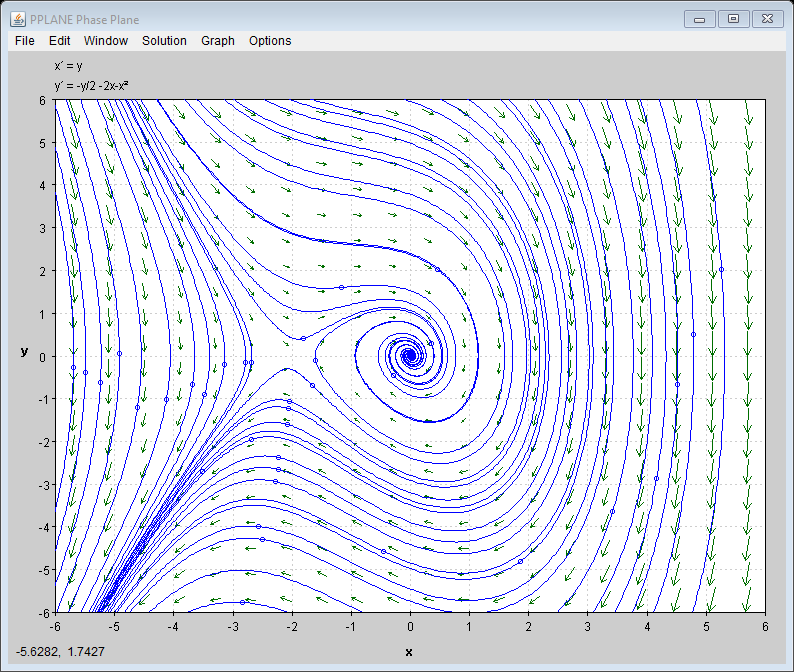 PPLANE Phase Plane
File Edit Window Solution Graph Options
x´ = y
y´ = -y/2 -2x-x²
6
5
4
3
2
1
0
-1
-2
-3
-4
-5
-6
y
-6 -5 -4 -3 -2 -1 0 1 2 3 4 5 6
x
-5.6282, 1.7427